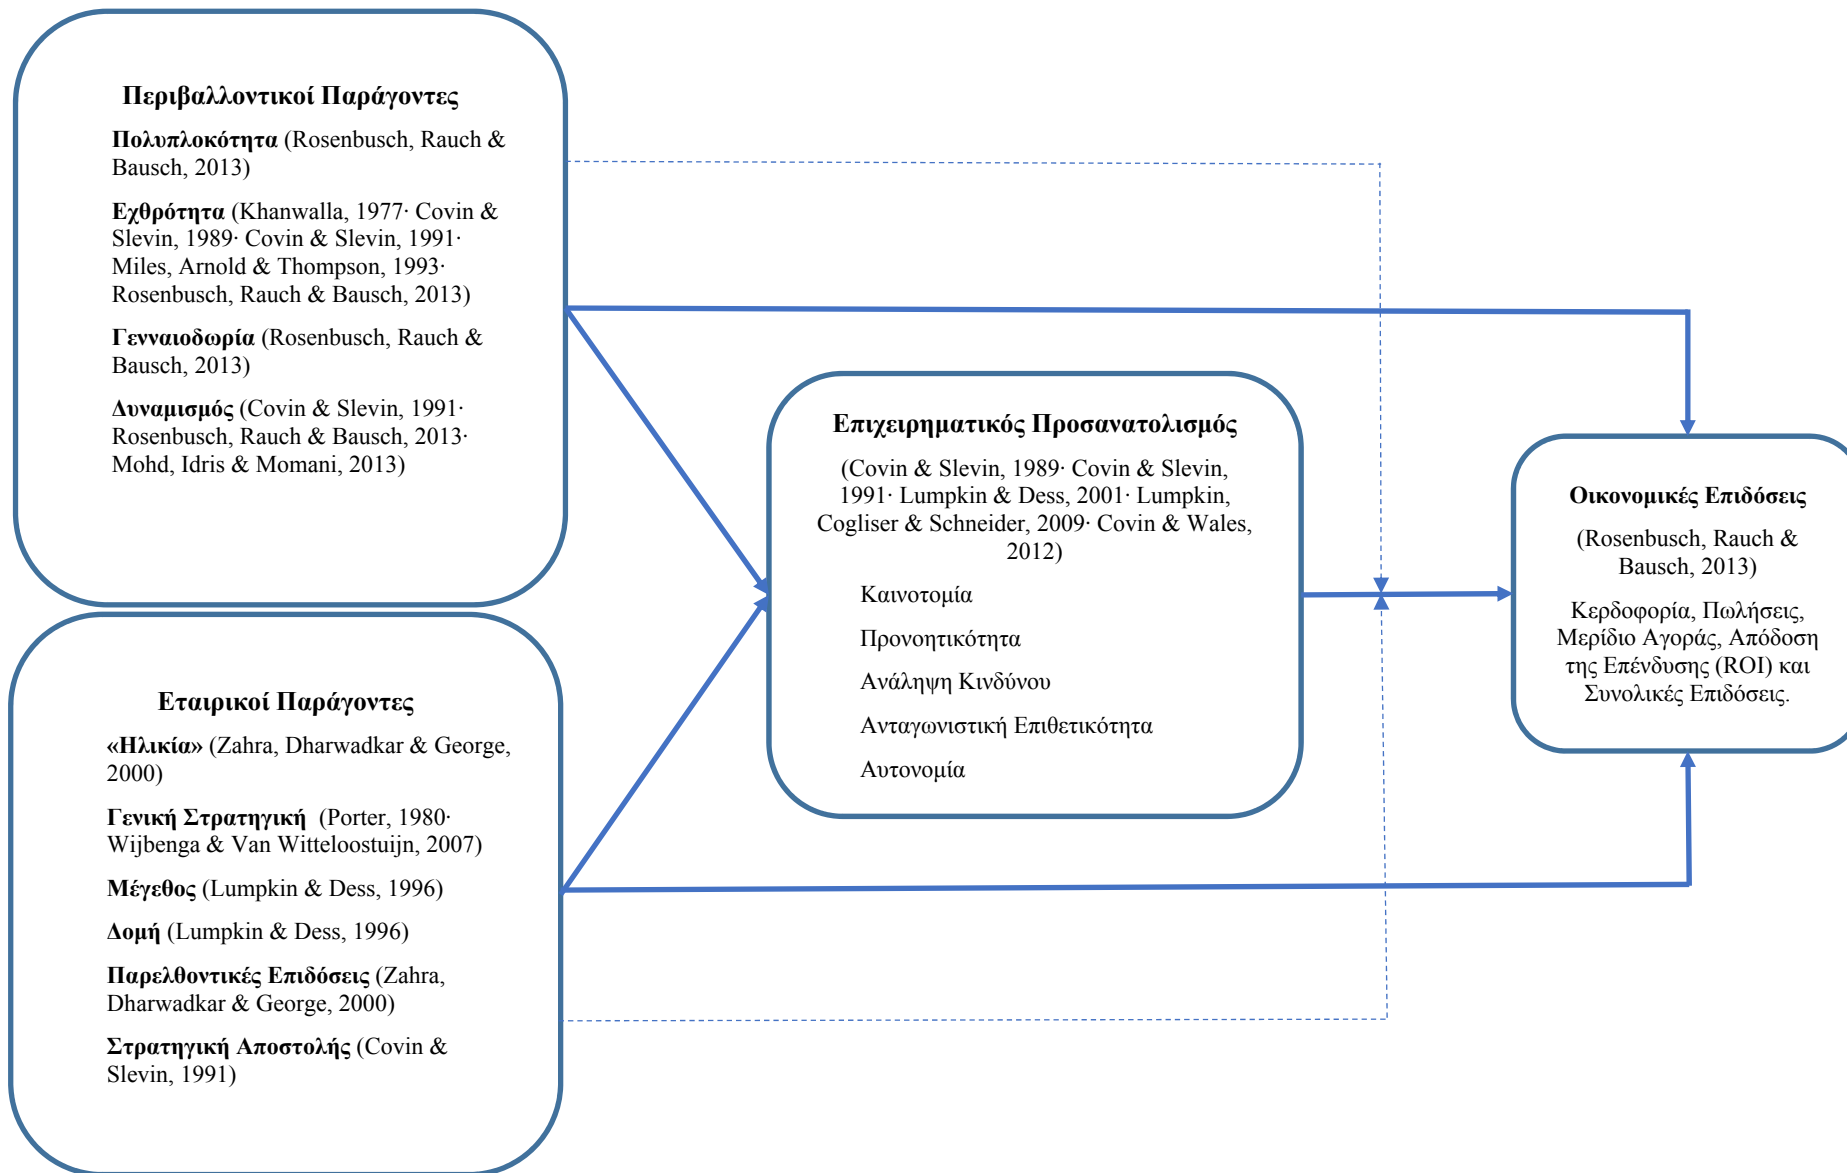 Περιβαλλοντικοί Παράγοντες
Πολυπλοκότητα (Rosenbusch, Rauch &
Bausch, 2013)
Εχθρότητα (Khanwalla, 1977· Covin &
Slevin, 1989· Covin & Slevin, 1991·
Miles, Arnold & Thompson, 1993·
Rosenbusch, Rauch & Bausch, 2013)
Γενναιοδωρία (Rosenbusch, Rauch &
Bausch, 2013)
Δυναμισμός (Covin & Slevin, 1991·
Rosenbusch, Rauch & Bausch, 2013·
Mohd, Idris & Momani, 2013)
Εταιρικοί Παράγοντες
«Ηλικία» (Zahra, Dharwadkar & George,
2000)
Γενική Στρατηγική (Porter, 1980·
Wijbenga & Van Witteloostuijn, 2007)
Μέγεθος (Lumpkin & Dess, 1996)
Δομή (Lumpkin & Dess, 1996)
Παρελθοντικές Επιδόσεις (Zahra,
Dharwadkar & George, 2000)
Στρατηγική Αποστολής (Covin &
Slevin, 1991)
Επιχειρηματικός Προσανατολισμός
(Covin & Slevin, 1989· Covin & Slevin,
1991· Lumpkin & Dess, 2001· Lumpkin,
Cogliser & Schneider, 2009· Covin & Wales,
2012)
Καινοτομία
Προνοητικότητα
Ανάληψη Κινδύνου
Ανταγωνιστική Επιθετικότητα
Αυτονομία
Οικονομικές Επιδόσεις
(Rosenbusch, Rauch &
Bausch, 2013)
Κερδοφορία, Πωλήσεις,
Μερίδιο Αγοράς, Απόδοση
της Επένδυσης (ROI) και
Συνολικές Επιδόσεις.